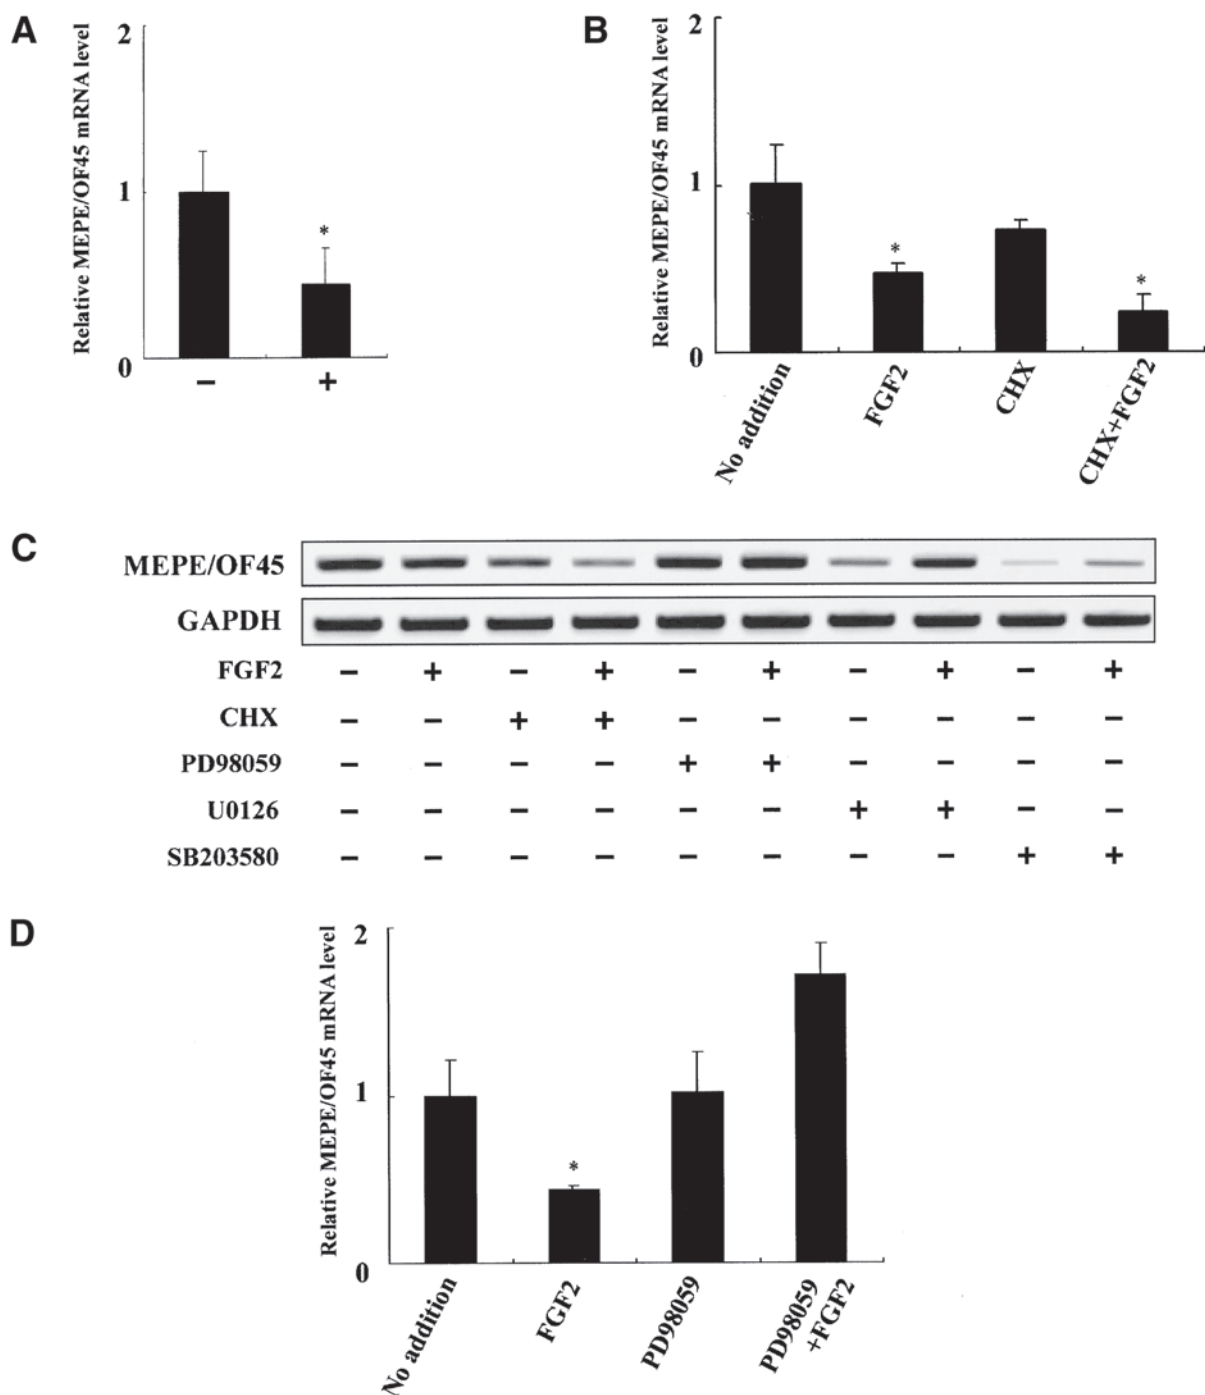 A
Relative MEPE/OF45 mRNA level
2
1
0
− +
*
B
Relative MEPE/OF45 mRNA level
2
1
0
*
*
No addition
FGF2
CHX
CHX+FGF2
C
MEPE/OF45
GAPDH
FGF2 − + − + − + − + − +
CHX − − + + − − − − − −
PD98059 − − − − + + − − − −
U0126 − − − − − − + + − −
SB203580 − − − − − − − − + +
D
Relative MEPE/OF45 mRNA level
2
1
0
*
No addition
FGF2
PD98059
PD98059
+FGF2